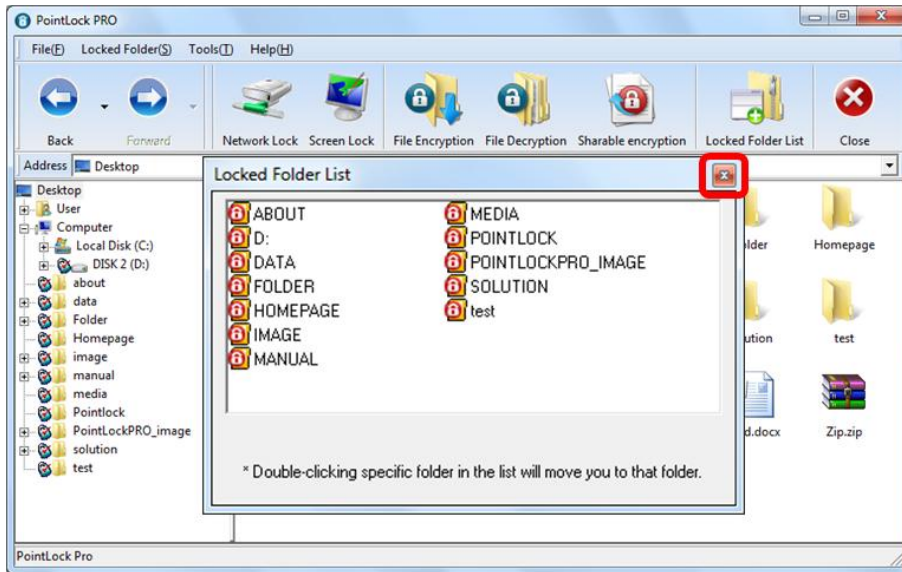 PointLock PRO
File(F) Locked Folder(S) Tools(T) Help(H)
Back Forward Network Lock Screen Lock File Encryption File Decryption Sharable encryption Locked Folder List Close
Address Desktop
Locked Folder List
ABOUT
D:
DATA
FOLDER
HOMEPAGE
IMAGE
MANUAL
MEDIA
POINTLOCK
POINTLOCKPRO_IMAGE
SOLUTION
test
* Double-clicking specific folder in the list will move you to that folder.
Desktop
User
Computer
Local Disk (C:)
DISK 2 (D:)
about
data
Folder
Homepage
image
manual
media
Pointlock
PointLockPRO_image
solution
test
lder Homepage
ution test
d.docx Zip.zip
PointLock Pro